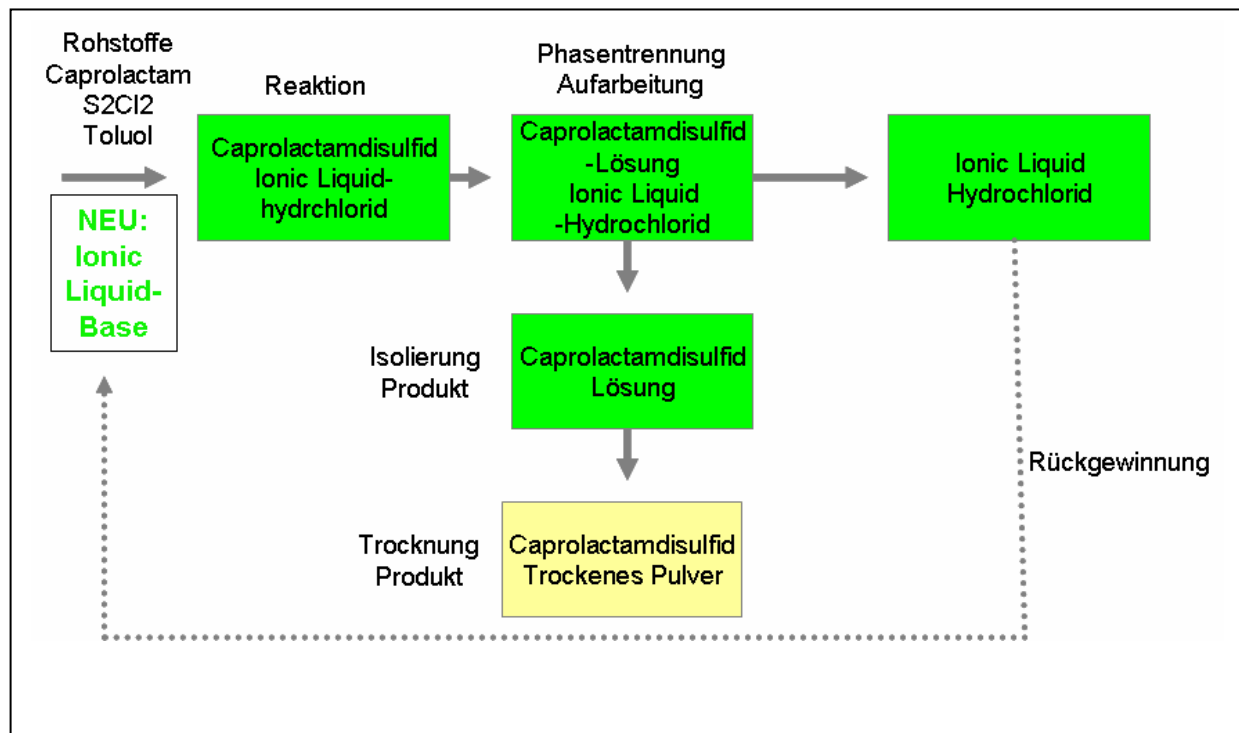 Rohstoffe
Caprolactam
S2Cl2
Toluol
NEU:
Ionic
Liquid-
Base
Reaktion
Caprolactamdisulfid
Ionic Liquid-
hydrchlorid
Phasentrennung
Aufarbeitung
Caprolactamdisulfid
-Lösung
Ionic Liquid
-Hydrochlorid
Ionic Liquid
Hydrochlorid
Isolierung
Produkt
Caprolactamdisulfid
Lösung
Rückgewinnung
Trocknung
Produkt
Caprolactamdisulfid
Trockenes Pulver